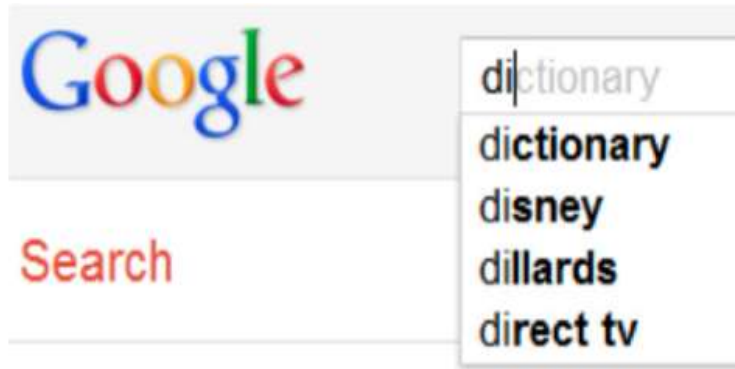 Google
dictionary
dictionary
disney
dillards
direct tv
Search